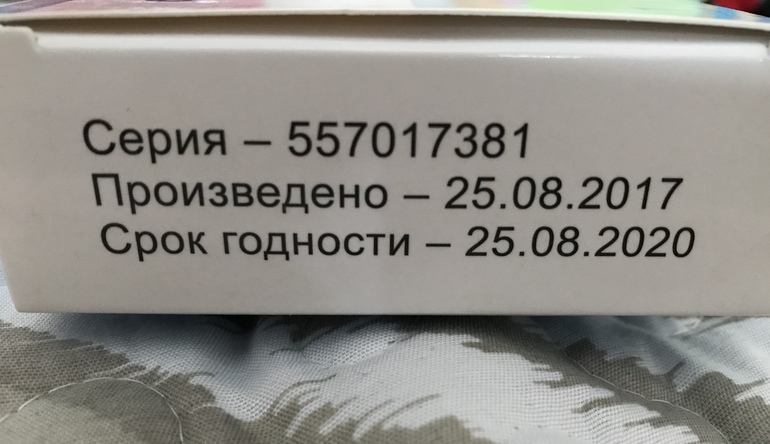 Серия – 557017381
Произведено – 25.08.2017
Срок годности – 25.08.2020